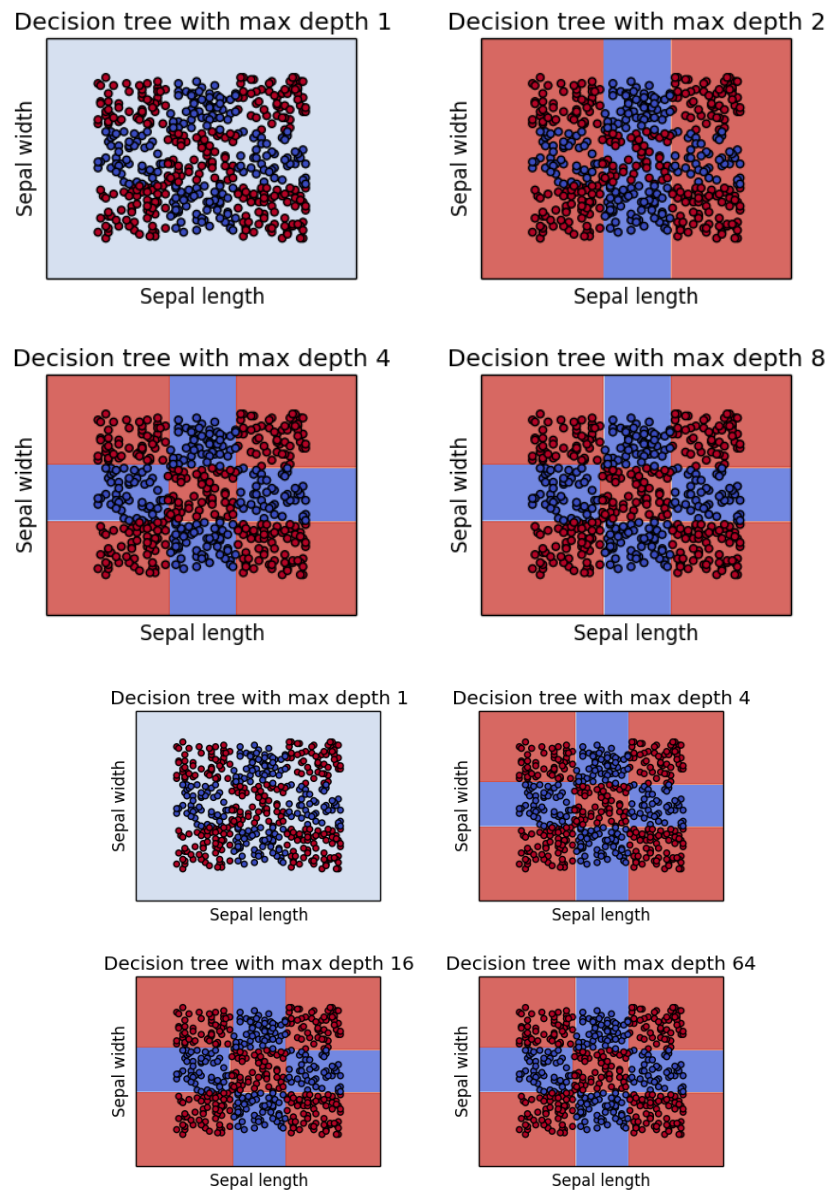 Decision tree with max depth 1
Decision tree with max depth 2
Sepal width
Sepal width
Sepal length
Sepal length
Decision tree with max depth 4
Decision tree with max depth 8
Sepal width
Sepal width
Sepal length
Sepal length
Decision tree with max depth 1
Decision tree with max depth 4
Sepal width
Sepal width
Sepal length
Sepal length
Decision tree with max depth 16
Decision tree with max depth 64
Sepal width
Sepal width
Sepal length
Sepal length